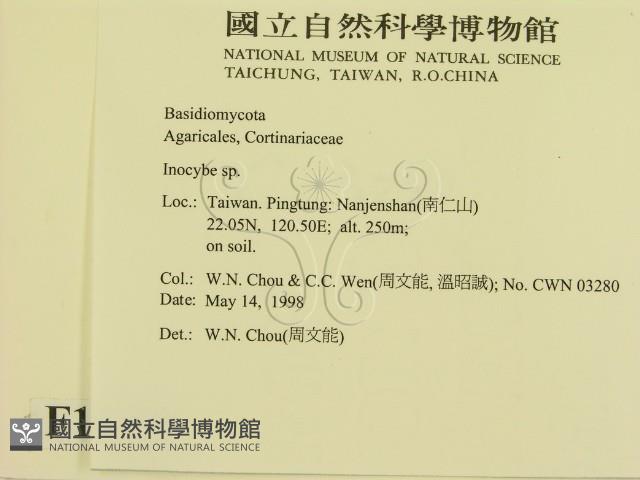 國立自然科學博物館
NATIONAL MUSEUM OF NATURAL SCIENCE
TAICHUNG, TAIWAN, R.O.CHINA
Basidiomycota
Agaricales, Cortinariaceae
Inocybe sp.
Loc.: Taiwan. Pingtung: Nanjenshan(南仁山)
22.05N, 120.50E; alt. 250m;
on soil.
Col.: W.N. Chou & C.C. Wen(周文能, 溫昭誠); No. CWN 03280
Date: May 14, 1998
Det.: W.N. Chou(周文能)
國立自然科學博物館
NATIONAL MUSEUM OF NATURAL SCIENCE